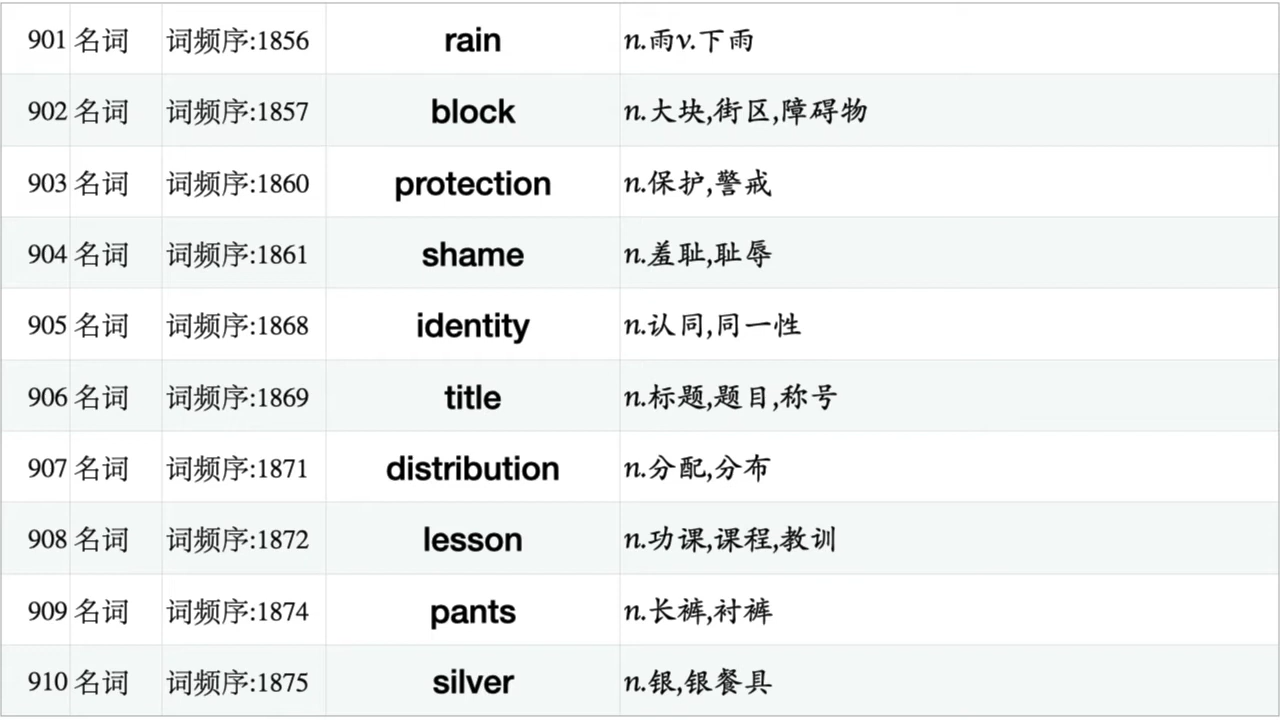 901 名词 词频序:1856 rain n.雨v.下雨
902 名词 词频序:1857 block n.大块,街区,障碍物
903 名词 词频序:1860 protection n.保护,警戒
904 名词 词频序:1861 shame n.羞耻,耻辱
905 名词 词频序:1868 identity n.认同,同一性
906 名词 词频序:1869 title n.标题,题目,称号
907 名词 词频序:1871 distribution n.分配,分布
908 名词 词频序:1872 lesson n.功课,课程,教训
909 名词 词频序:1874 pants n.长裤,衬裤
910 名词 词频序:1875 silver n.银,银餐具